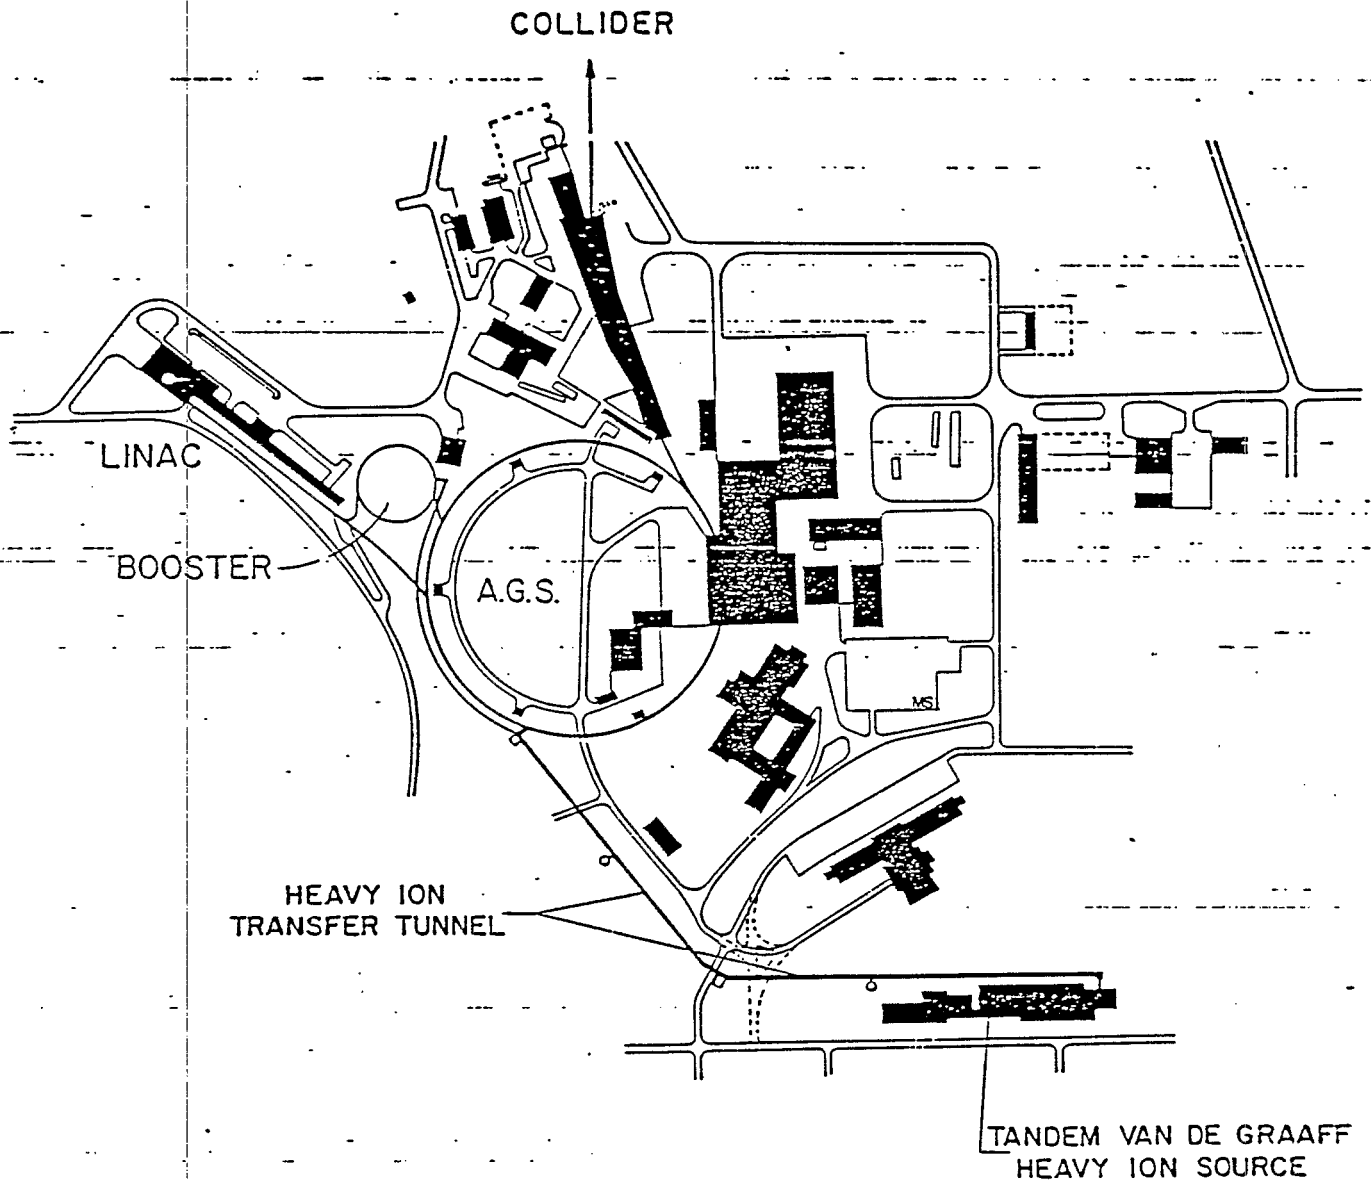 COLLIDER
LINAC
BOOSTER
A.G.S.
MS
HEAVY ION
TRANSFER TUNNEL
TANDEM VAN DE GRAAFF
HEAVY ION SOURCE